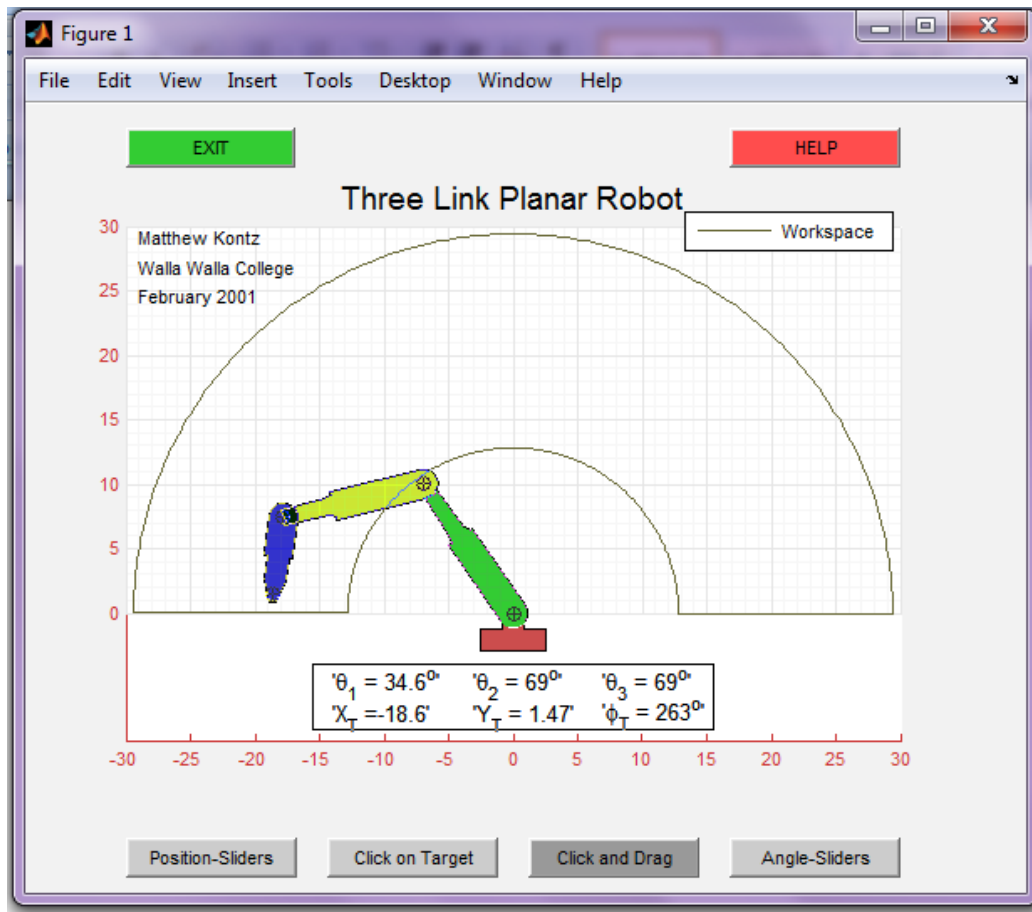 Figure 1
File Edit View Insert Tools Desktop Window Help
EXIT HELP
Three Link Planar Robot
Workspace
Matthew Kontz
Walla Walla College
February 2001
30
25
20
15
10
5
0
'θ1 = 34.6º' 'θ2 = 69º' 'θ3 = 69º'
'XT =-18.6' 'YT = 1.47' 'ϕT = 263º'
-30 -25 -20 -15 -10 -5 0 5 10 15 20 25 30
Position-Sliders Click on Target Click and Drag Angle-Sliders